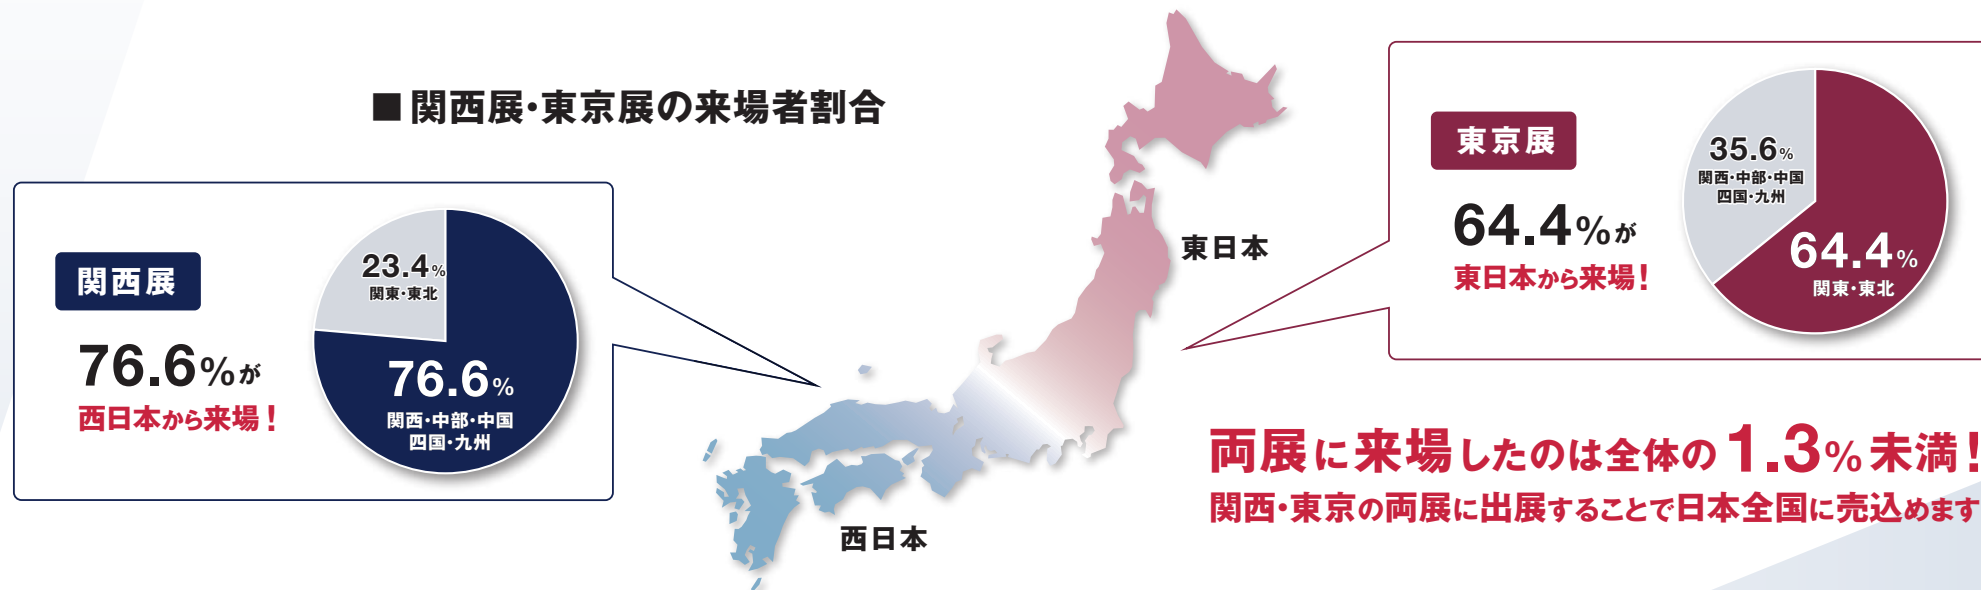 ■ 関西展・東京展の来場者割合
関西展
76.6%が
西日本から来場！
23.4%
関東・東北
76.6%
関西・中部・中国
四国・九州
東日本
西日本
東京展
64.4%が
東日本から来場！
35.6%
関西・中部・中国
四国・九州
64.4%
関東・東北
両展に来場したのは全体の1.3%未満！
関西・東京の両展に出展することで日本全国に売込めます